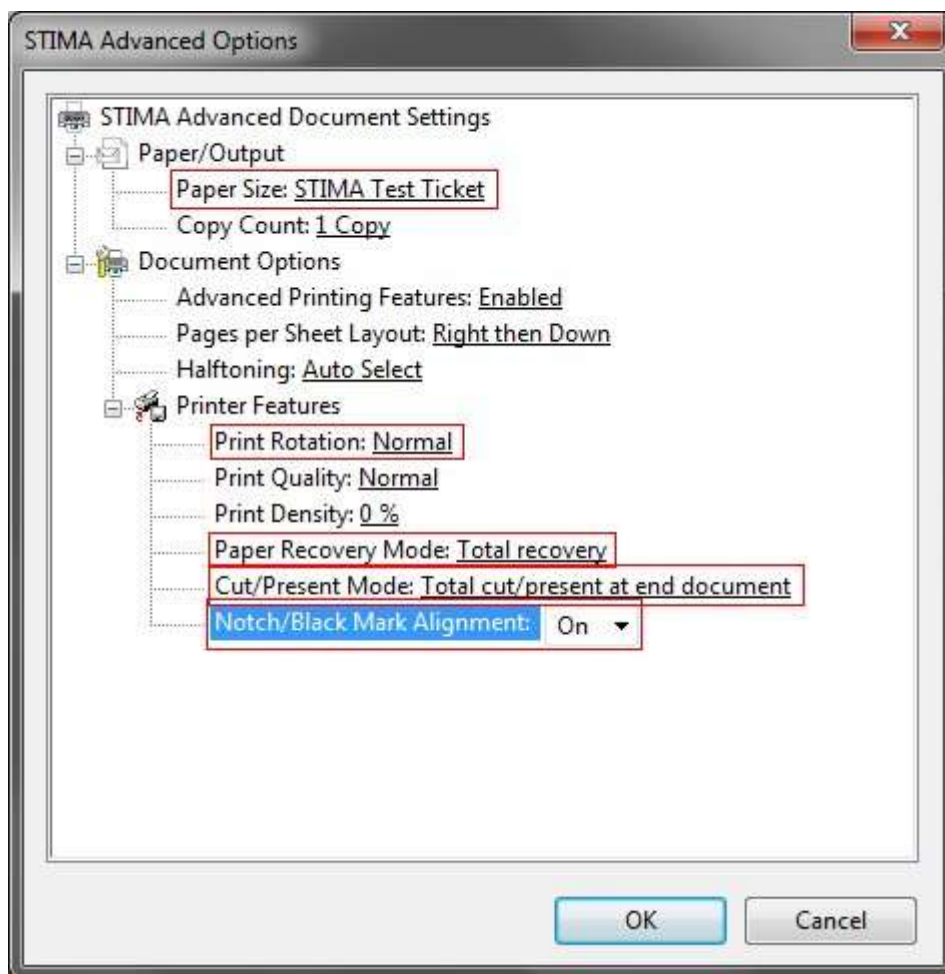 STIMA Advanced Options
STIMA Advanced Document Settings
Paper/Output
Paper Size: STIMA Test Ticket
Copy Count: 1 Copy
Document Options
Advanced Printing Features: Enabled
Pages per Sheet Layout: Right then Down
Halftoning: Auto Select
Printer Features
Print Rotation: Normal
Print Quality: Normal
Print Density: 0 %
Paper Recovery Mode: Total recovery
Cut/Present Mode: Total cut/present at end document
Notch/Black Mark Alignment: On
OK Cancel